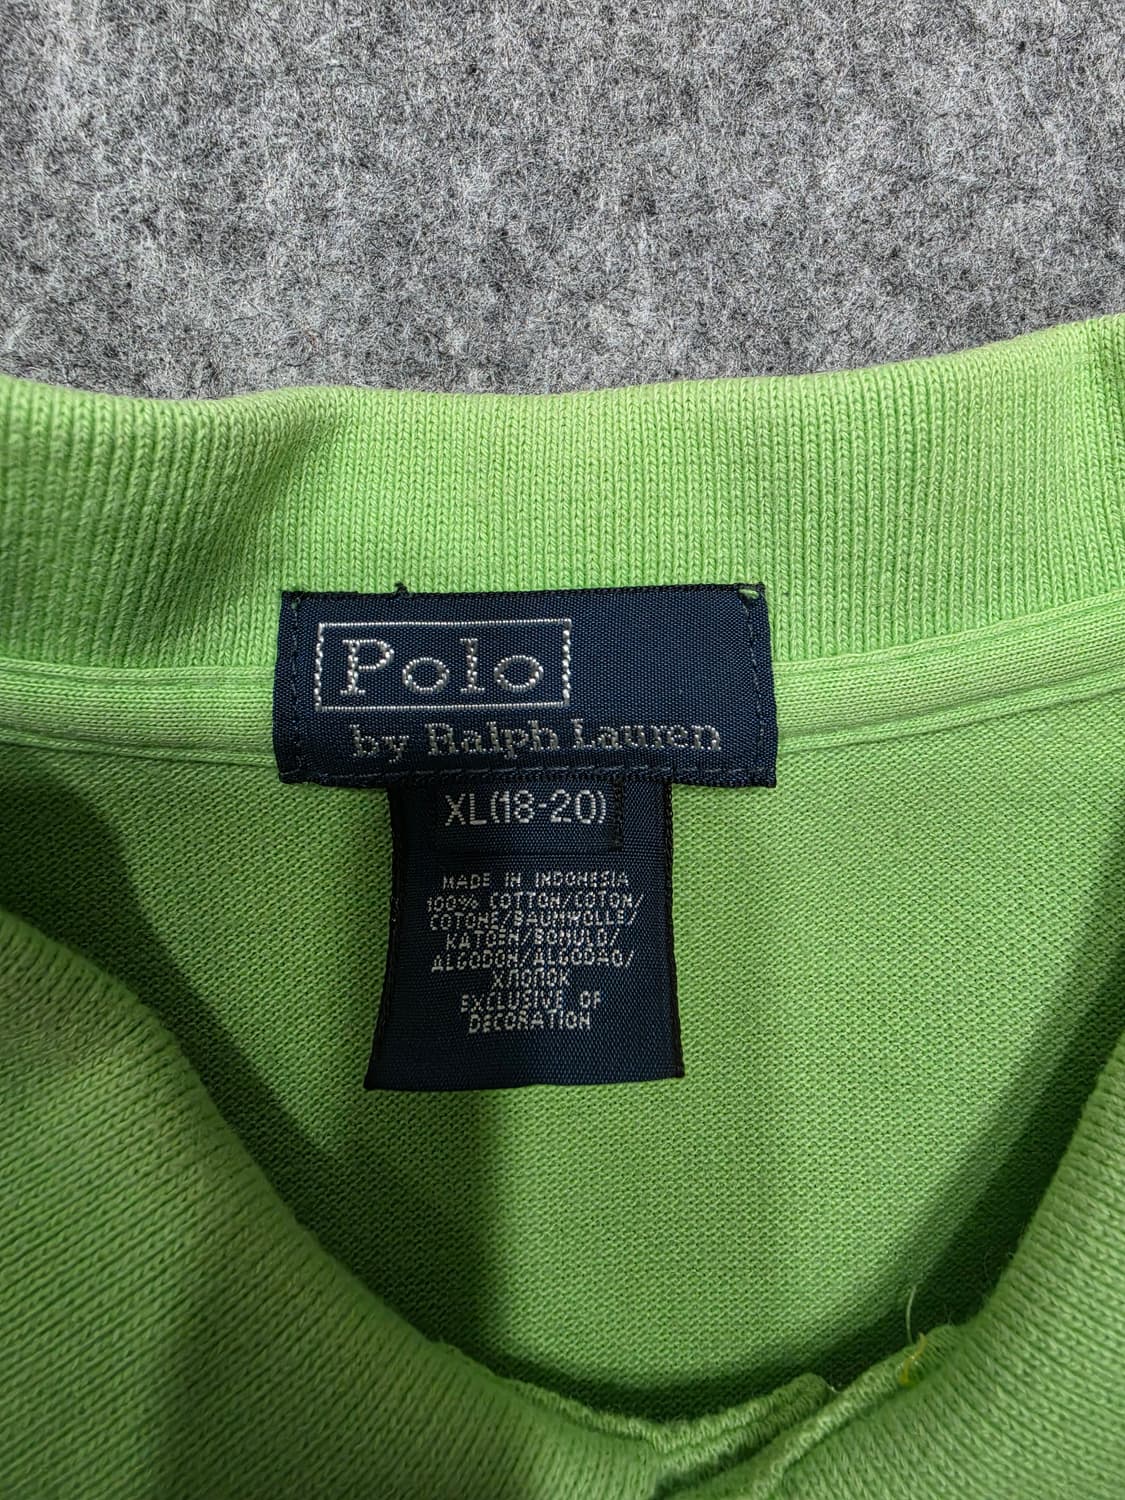 Polo
by Ralph Lauren
XL(18-20)
MADE IN INDONESIA
100% COTTON/COTON/
COTONE/BAUMWOLLE/
KATOEN/BOMULD/
ALGODON/ALGODAO/
ХЛОПОК
EXCLUSIVE OF
DECORATION